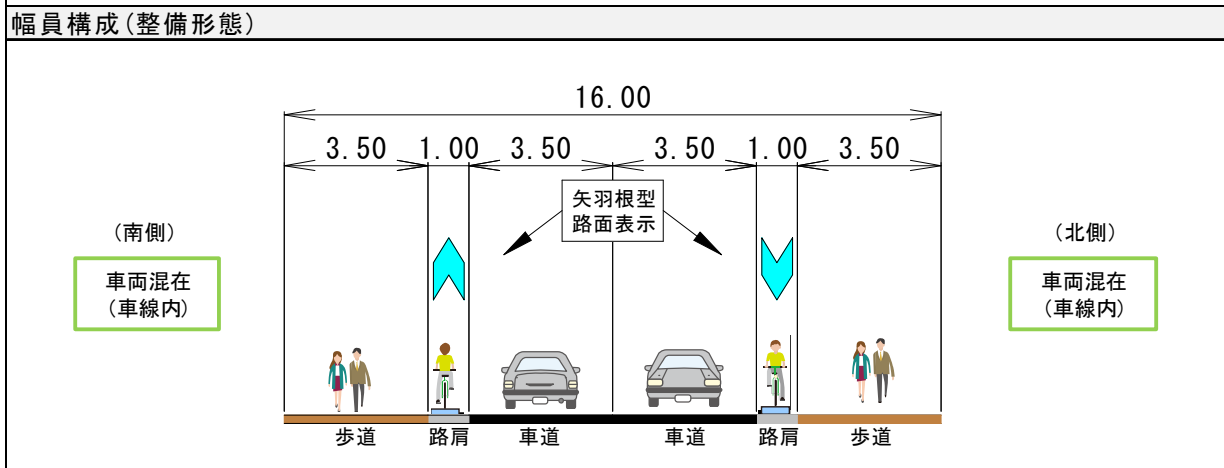 幅員構成(整備形態)
16.00
3.50 1.00 3.50 3.50 1.00 3.50
矢羽根型
路面表示
(南側)
車両混在
(車線内)
(北側)
車両混在
(車線内)
歩道 路肩 車道 車道 路肩 歩道